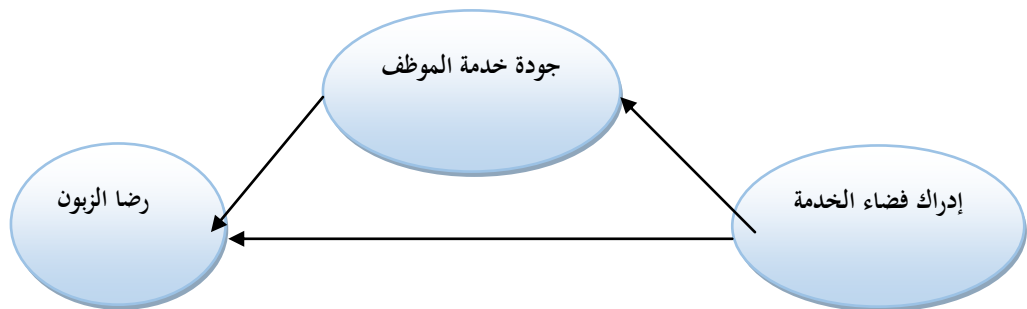 جودة خدمة الموظف
إدراك فضاء الخدمة
رضا الزبون